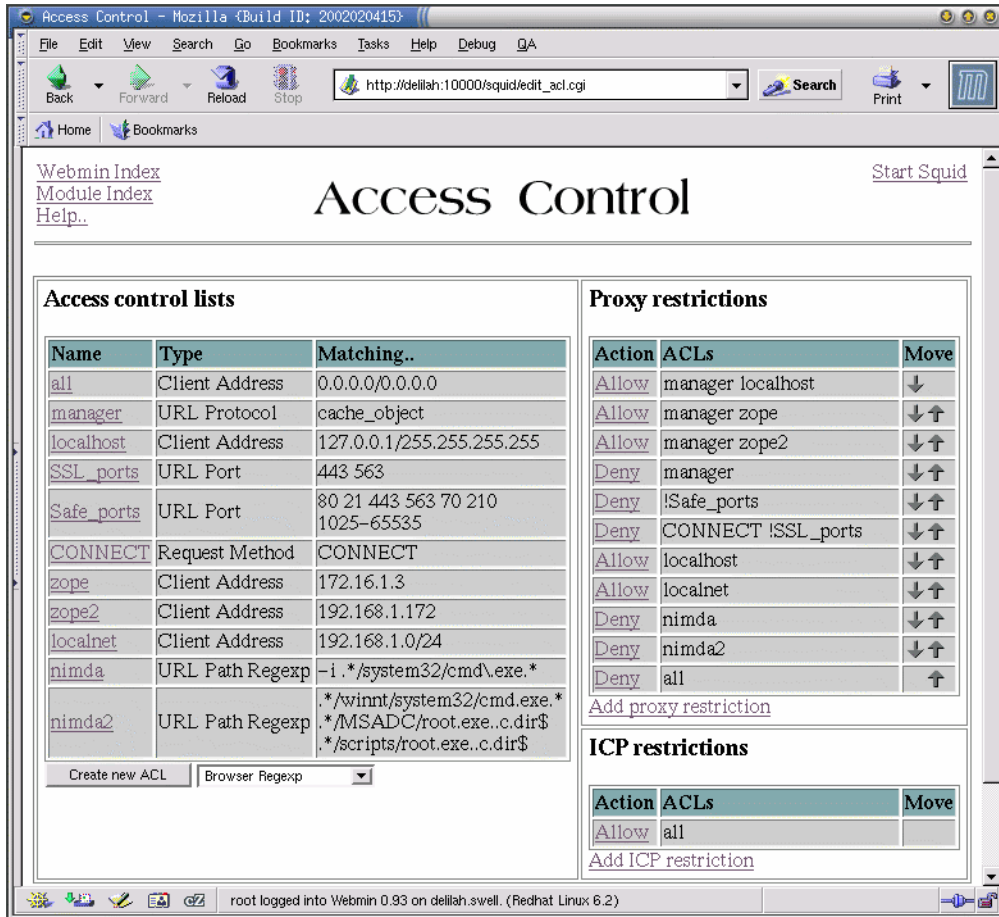 Access Control - Mozilla {Build ID: 2002020415}
File Edit View Search Go Bookmarks Tasks Help Debug QA
Back Forward Reload Stop http://delilah:10000/squid/edit_acl.cgi Search Print
Home Bookmarks
Webmin Index
Module Index
Help..
Access Control
Start Squid
Access control lists
Name Type Matching..
all Client Address 0.0.0.0/0.0.0.0
manager URL Protocol cache_object
localhost Client Address 127.0.0.1/255.255.255.255
SSL_ports URL Port 443 563
Safe_ports URL Port 80 21 443 563 70 210
1025-65535
CONNECT Request Method CONNECT
zope Client Address 172.16.1.3
zope2 Client Address 192.168.1.172
localnet Client Address 192.168.1.0/24
nimda URL Path Regexp -i .*/system32/cmd\.exe.*
nimda2 URL Path Regexp .*/winnt/system32/cmd.exe.*
.*/MSADC/root.exe..c.dir$
.*/scripts/root.exe..c.dir$
Create new ACL Browser Regexp
Proxy restrictions
Action ACLs Move
Allow manager localhost
Allow manager zope
Allow manager zope2
Deny manager
Deny !Safe_ports
Deny CONNECT !SSL_ports
Allow localhost
Allow localnet
Deny nimda
Deny nimda2
Deny all
Add proxy restriction
ICP restrictions
Action ACLs Move
Allow all
Add ICP restriction
root logged into Webmin 0.93 on delilah.swell. (Redhat Linux 6.2)